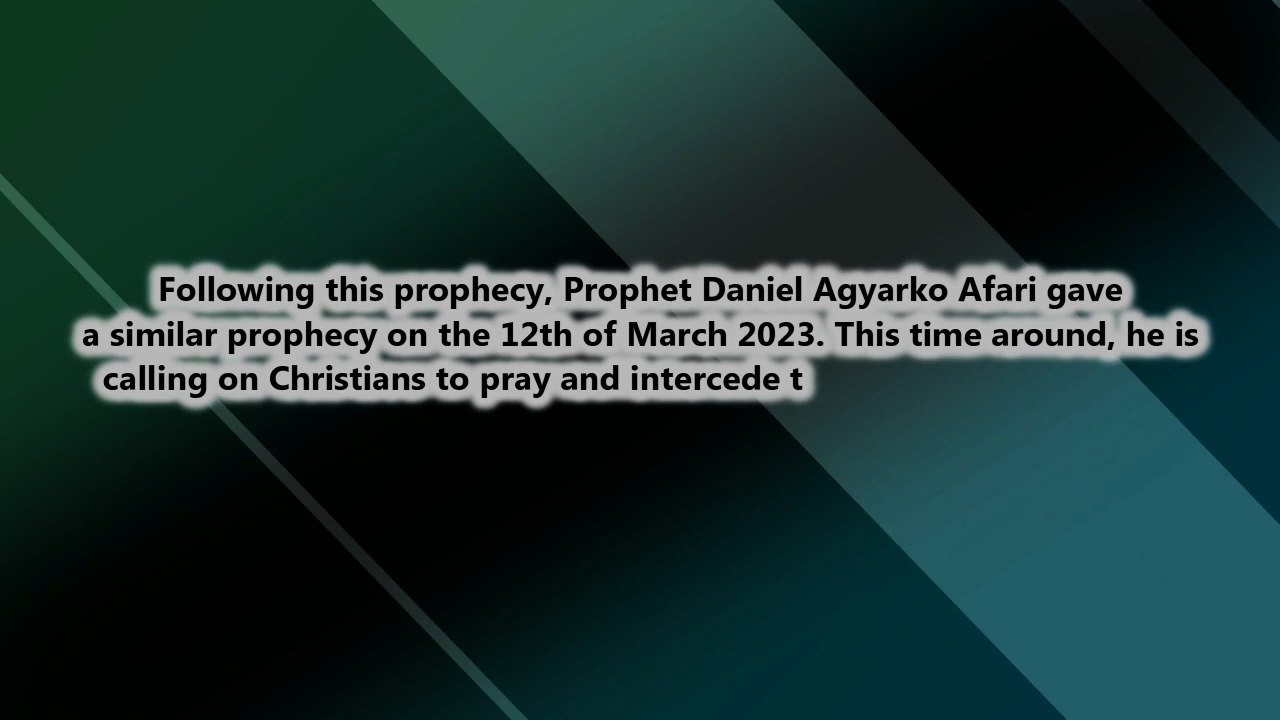 Following this prophecy, Prophet Daniel Agyarko Afari gave
a similar prophecy on the 12th of March 2023. This time around, he is
calling on Christians to pray and intercede t